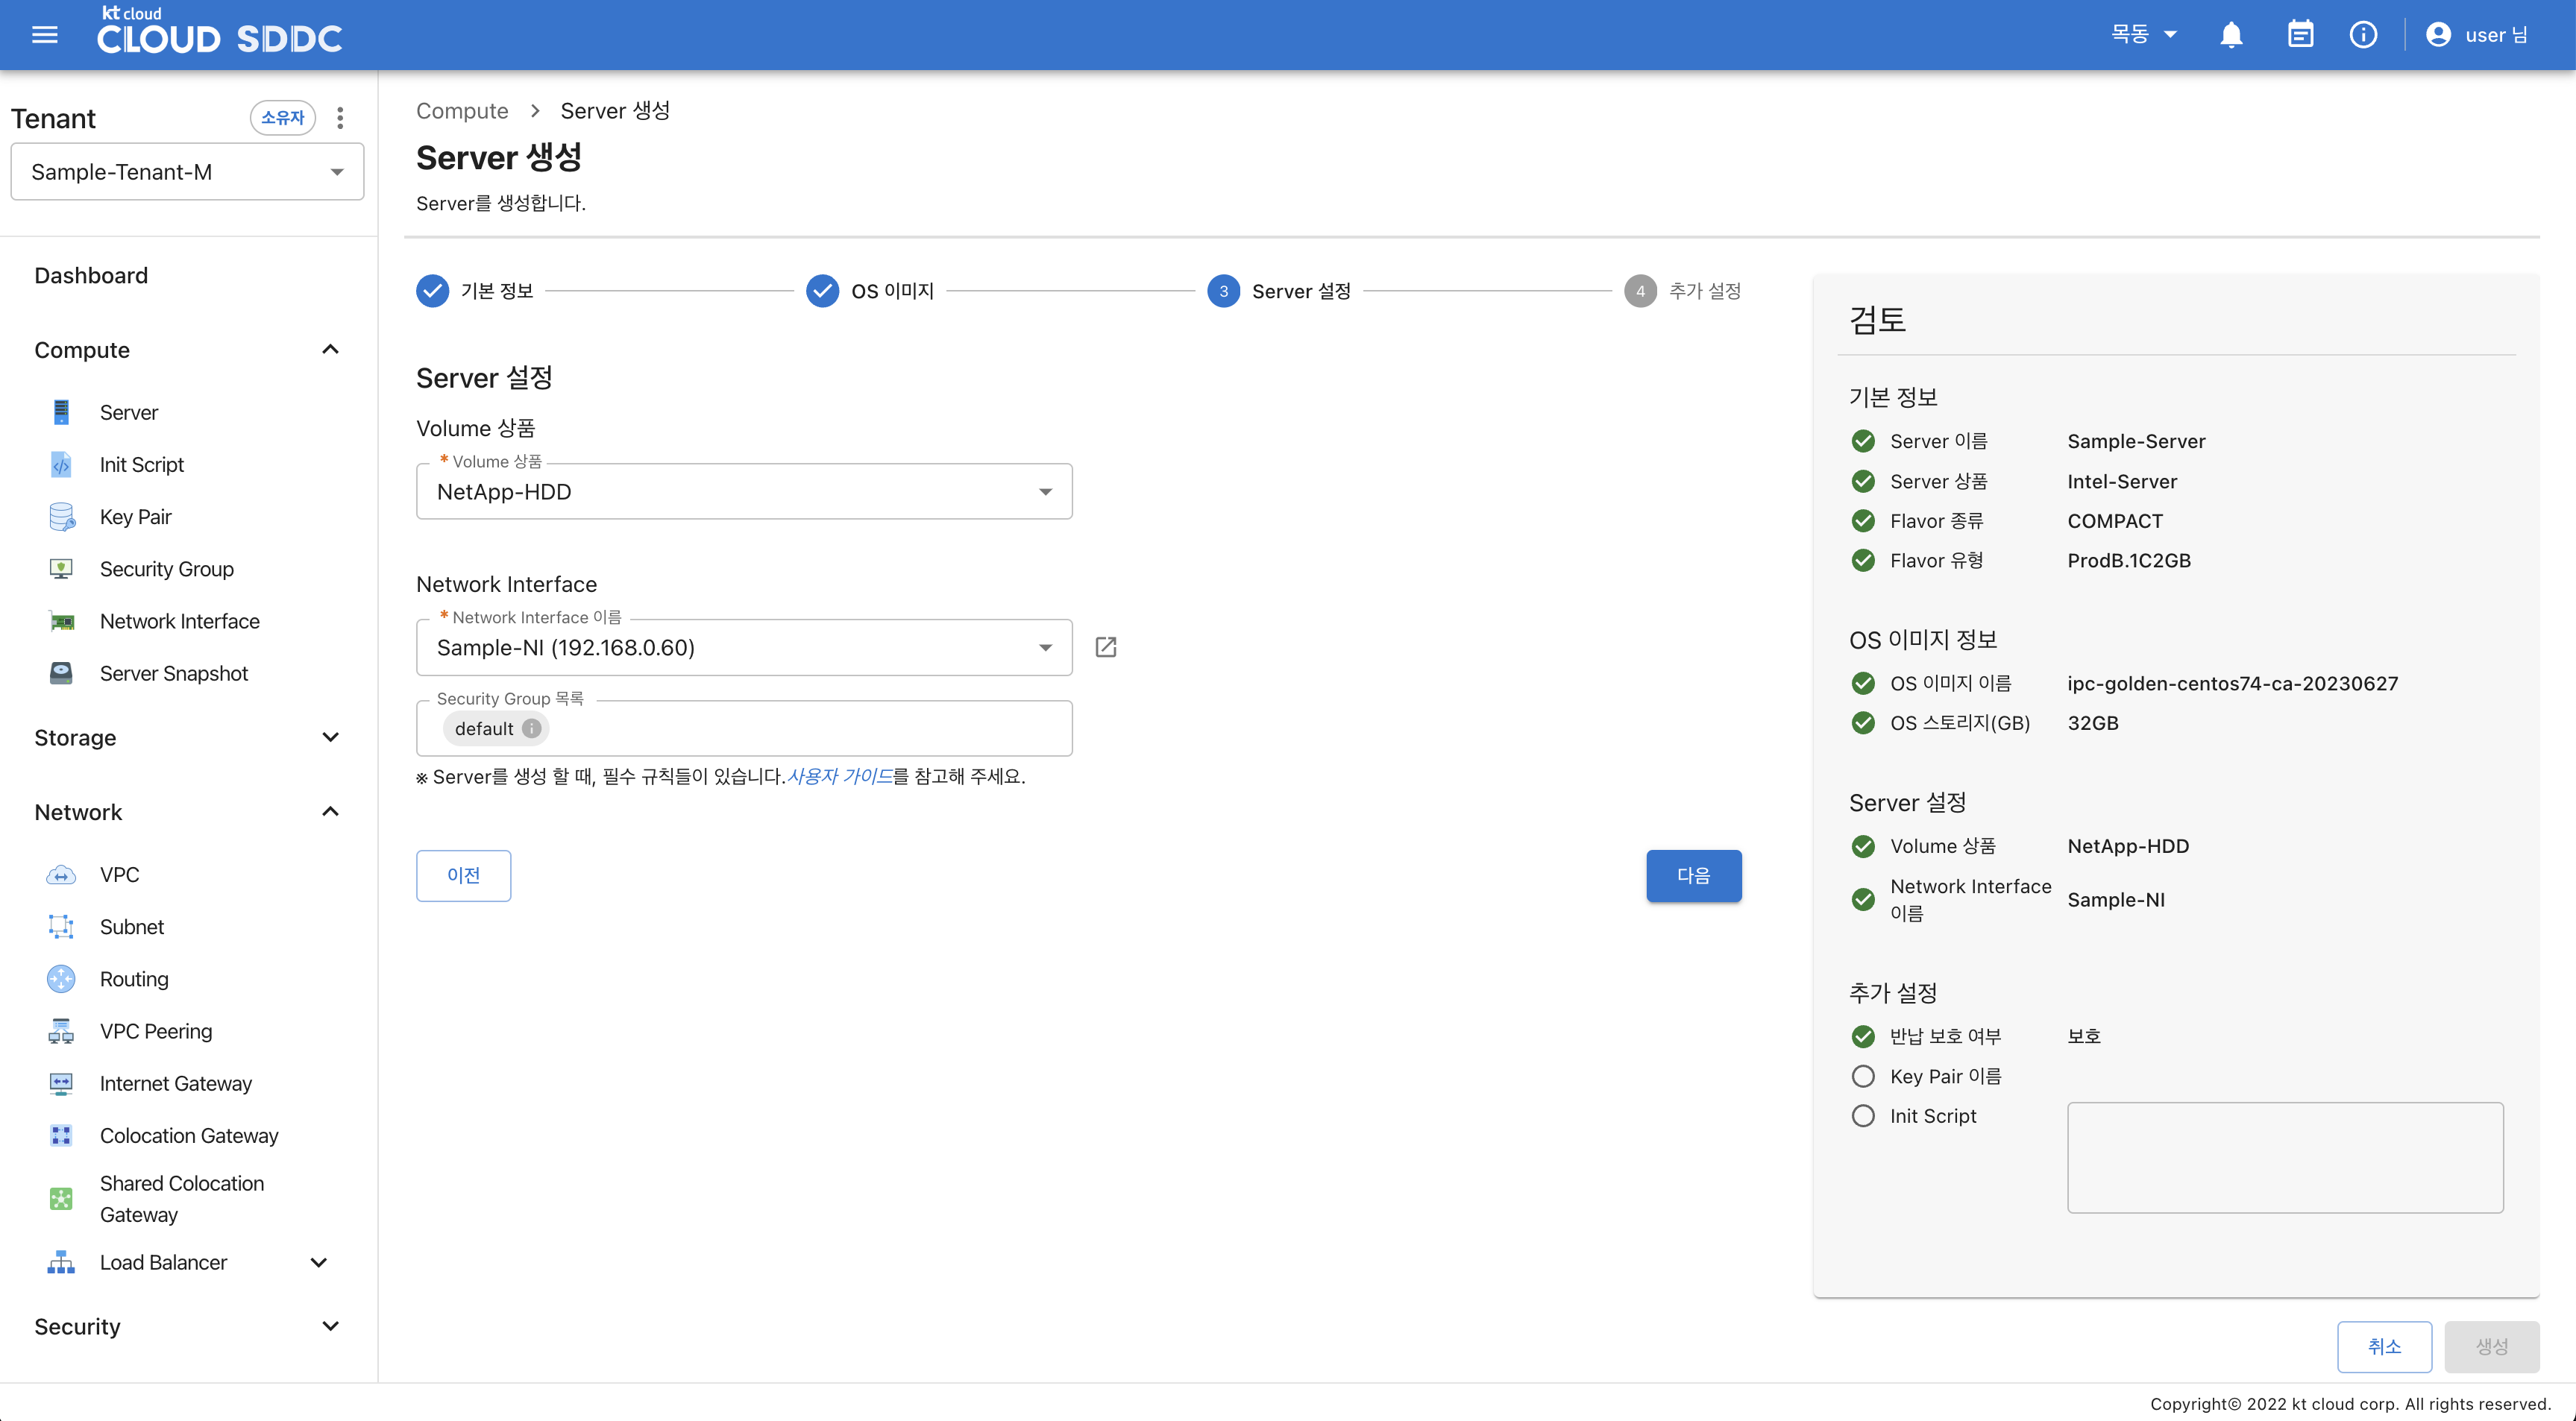 kt cloud
CLOUD SDDC
목동
user 님
Tenant
소유자
Sample-Tenant-M
Dashboard
Compute
Server
Init Script
Key Pair
Security Group
Network Interface
Server Snapshot
Storage
Network
VPC
Subnet
Routing
VPC Peering
Internet Gateway
Colocation Gateway
Shared Colocation
Gateway
Load Balancer
Security
Compute > Server 생성
Server 생성
Server를 생성합니다.
기본 정보
OS 이미지
3 Server 설정
4 추가 설정
Server 설정
Volume 상품
* Volume 상품
NetApp-HDD
Network Interface
* Network Interface 이름
Sample-NI (192.168.0.60)
Security Group 목록
default
※ Server를 생성 할 때, 필수 규칙들이 있습니다.사용자 가이드를 참고해 주세요.
이전
다음
검토
기본 정보
Server 이름 Sample-Server
Server 상품 Intel-Server
Flavor 종류 COMPACT
Flavor 유형 ProdB.1C2GB
OS 이미지 정보
OS 이미지 이름 ipc-golden-centos74-ca-20230627
OS 스토리지(GB) 32GB
Server 설정
Volume 상품 NetApp-HDD
Network Interface
이름 Sample-NI
추가 설정
반납 보호 여부 보호
Key Pair 이름
Init Script
취소
생성
Copyright© 2022 kt cloud corp. All rights reserved.